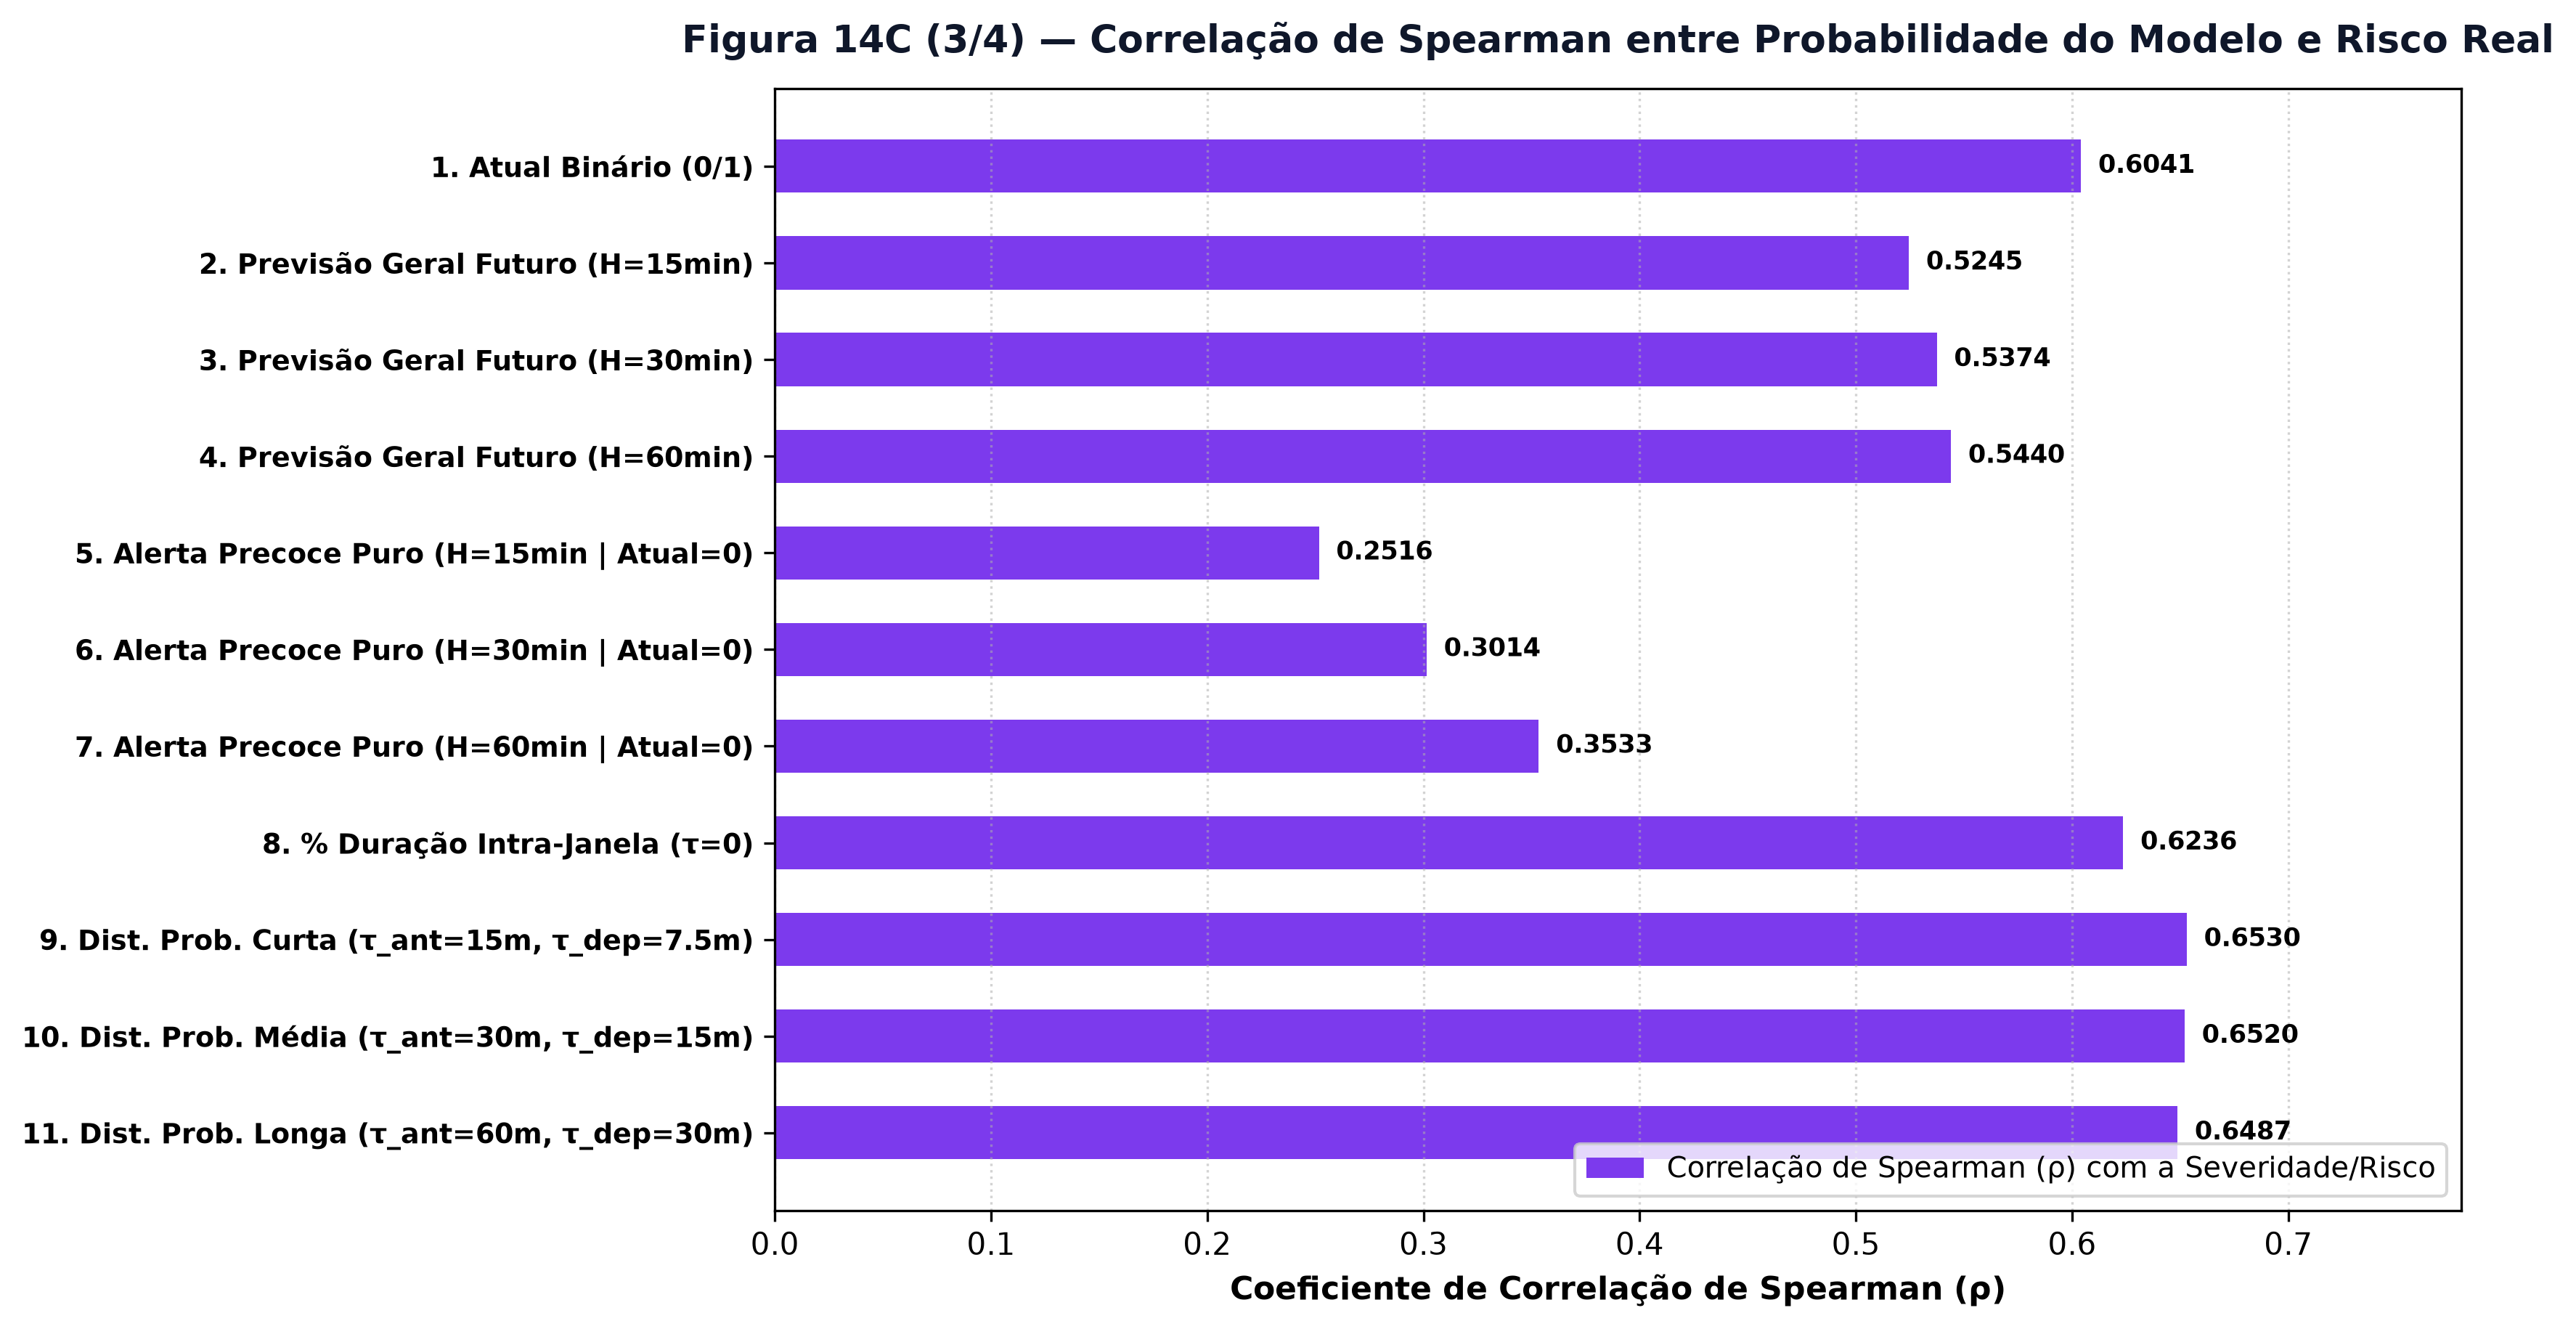 Figura 14C (3/4) — Correlação de Spearman entre Probabilidade do Modelo e Risco Real
1. Atual Binário (0/1) 0.6041
2. Previsão Geral Futuro (H=15min) 0.5245
3. Previsão Geral Futuro (H=30min) 0.5374
4. Previsão Geral Futuro (H=60min) 0.5440
5. Alerta Precoce Puro (H=15min | Atual=0) 0.2516
6. Alerta Precoce Puro (H=30min | Atual=0) 0.3014
7. Alerta Precoce Puro (H=60min | Atual=0) 0.3533
8. % Duração Intra-Janela (τ=0) 0.6236
9. Dist. Prob. Curta (τ_ant=15m, τ_dep=7.5m) 0.6530
10. Dist. Prob. Média (τ_ant=30m, τ_dep=15m) 0.6520
11. Dist. Prob. Longa (τ_ant=60m, τ_dep=30m) 0.6487
Correlação de Spearman (ρ) com a Severidade/Risco
0.0 0.1 0.2 0.3 0.4 0.5 0.6 0.7
Coeficiente de Correlação de Spearman (ρ)